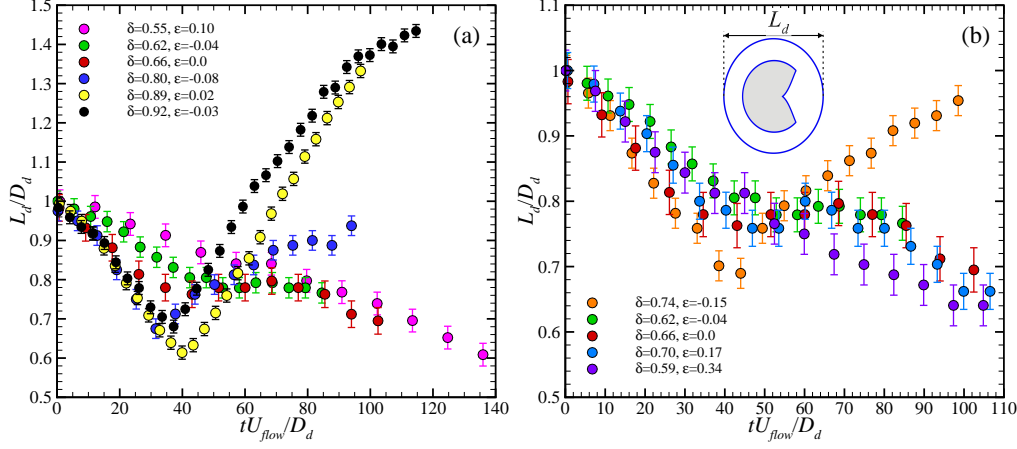 1.5
1.4
1.3
1.2
1.1
1
0.9
0.8
0.7
0.6
0.5
L_d/D_d
0 20 40 60 80 100 120 140
tU_flow/D_d
(a)
δ=0.55, ε=0.10
δ=0.62, ε=-0.04
δ=0.66, ε=0.0
δ=0.80, ε=-0.08
δ=0.89, ε=0.02
δ=0.92, ε=-0.03
1.1
1
0.9
0.8
0.7
0.6
0.5
L_d/D_d
0 10 20 30 40 50 60 70 80 90 100 110
tU_flow/D_d
(b)
L_d
δ=0.74, ε=-0.15
δ=0.62, ε=-0.04
δ=0.66, ε=0.0
δ=0.70, ε=0.17
δ=0.59, ε=0.34